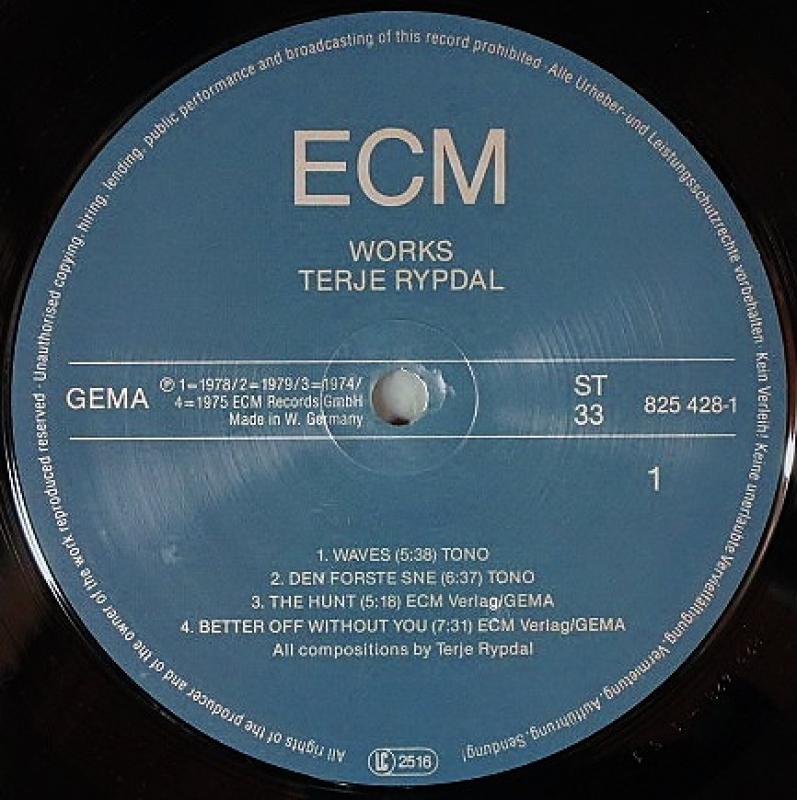 ECM
WORKS
TERJE RYPDAL
GEMA
℗ 1=1978/2=1979/3=1974/
4=1975 ECM Records GmbH
Made in W. Germany
ST
33
825 428-1
1
1. WAVES (5:38) TONO
2. DEN FORSTE SNE (6:37) TONO
3. THE HUNT (5:18) ECM Verlag/GEMA
4. BETTER OFF WITHOUT YOU (7:31) ECM Verlag/GEMA
All compositions by Terje Rypdal
All rights of the producer and of the owner of the work reproduced reserved · Unauthorised copying, hiring, lending, public performance and broadcasting of this record prohibited · Alle Urheber- und Leistungsschutzrechte vorbehalten · Kein Verleih! Keine unerlaubte Vervielfältigung, Vermietung, Aufführung, Sendung!
LC 2516